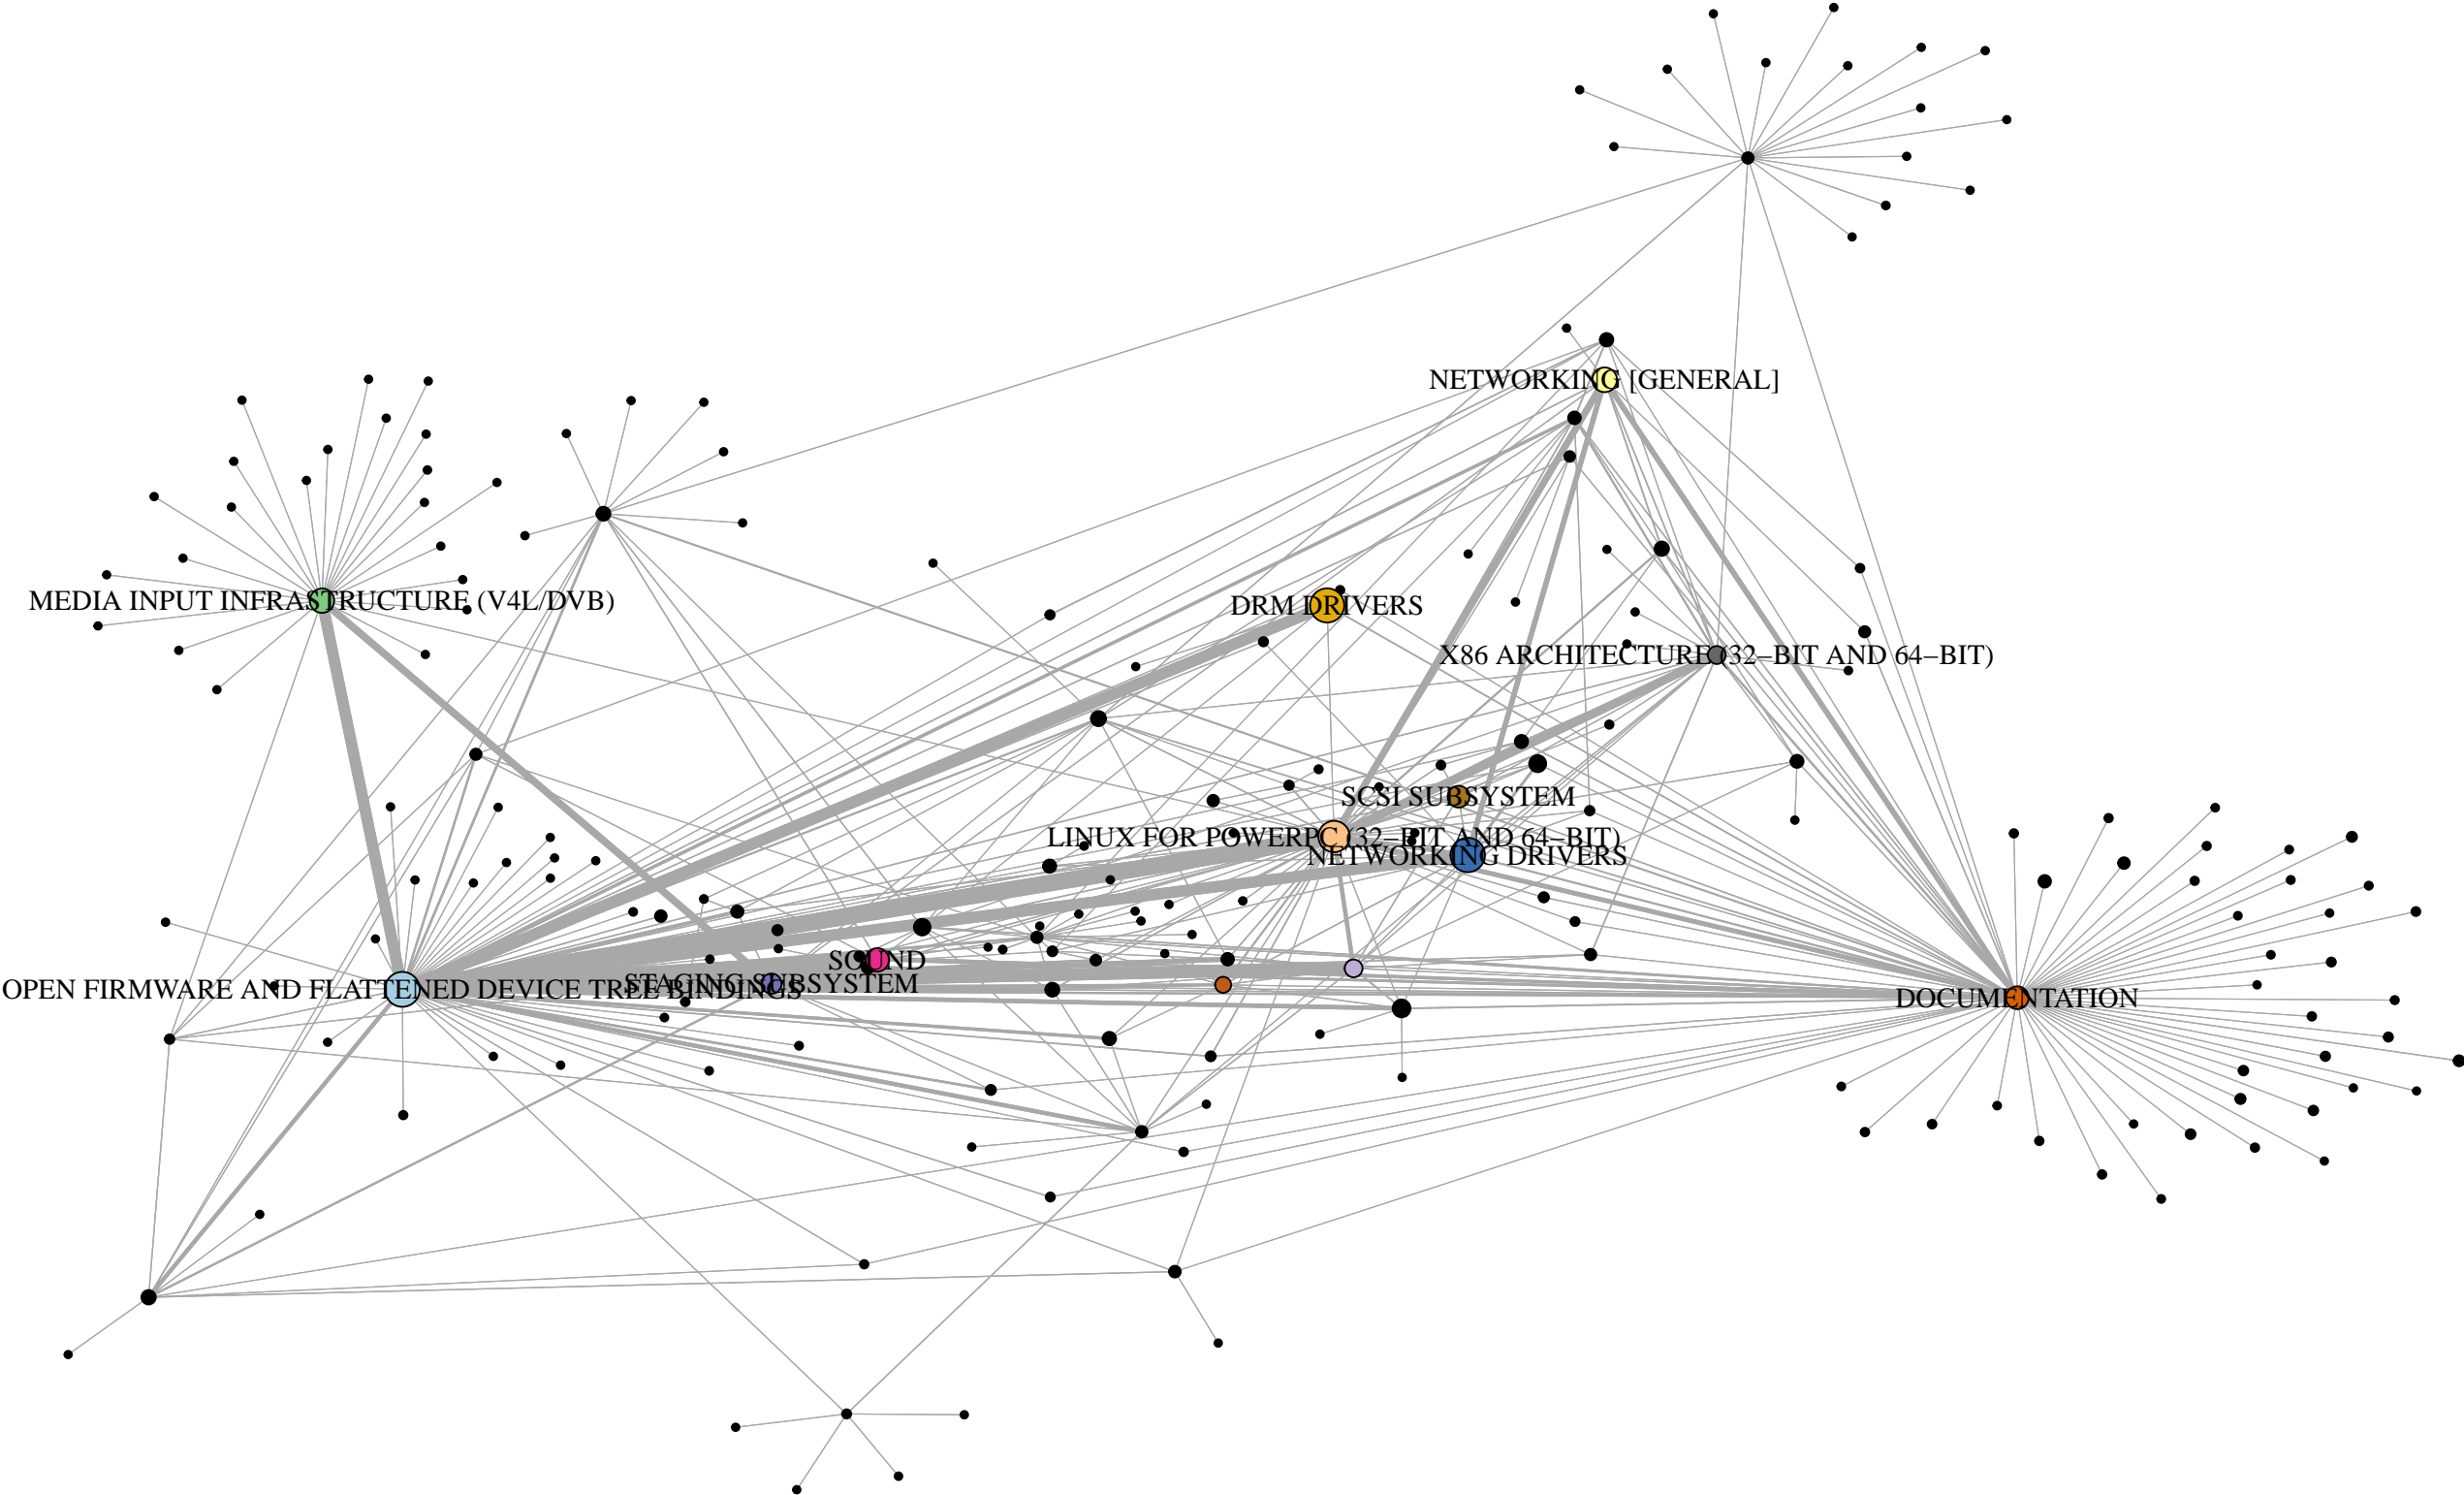 NETWORKING [GENERAL]
MEDIA INPUT INFRASTRUCTURE (V4L/DVB)
DRM DRIVERS
X86 ARCHITECTURE (32−BIT AND 64−BIT)
SCSI SUBSYSTEM
LINUX FOR POWERPC (32−BIT AND 64−BIT)
NETWORKING DRIVERS
SOUND
STAGING SUBSYSTEM
OPEN FIRMWARE AND FLATTENED DEVICE TREE BINDINGS
DOCUMENTATION